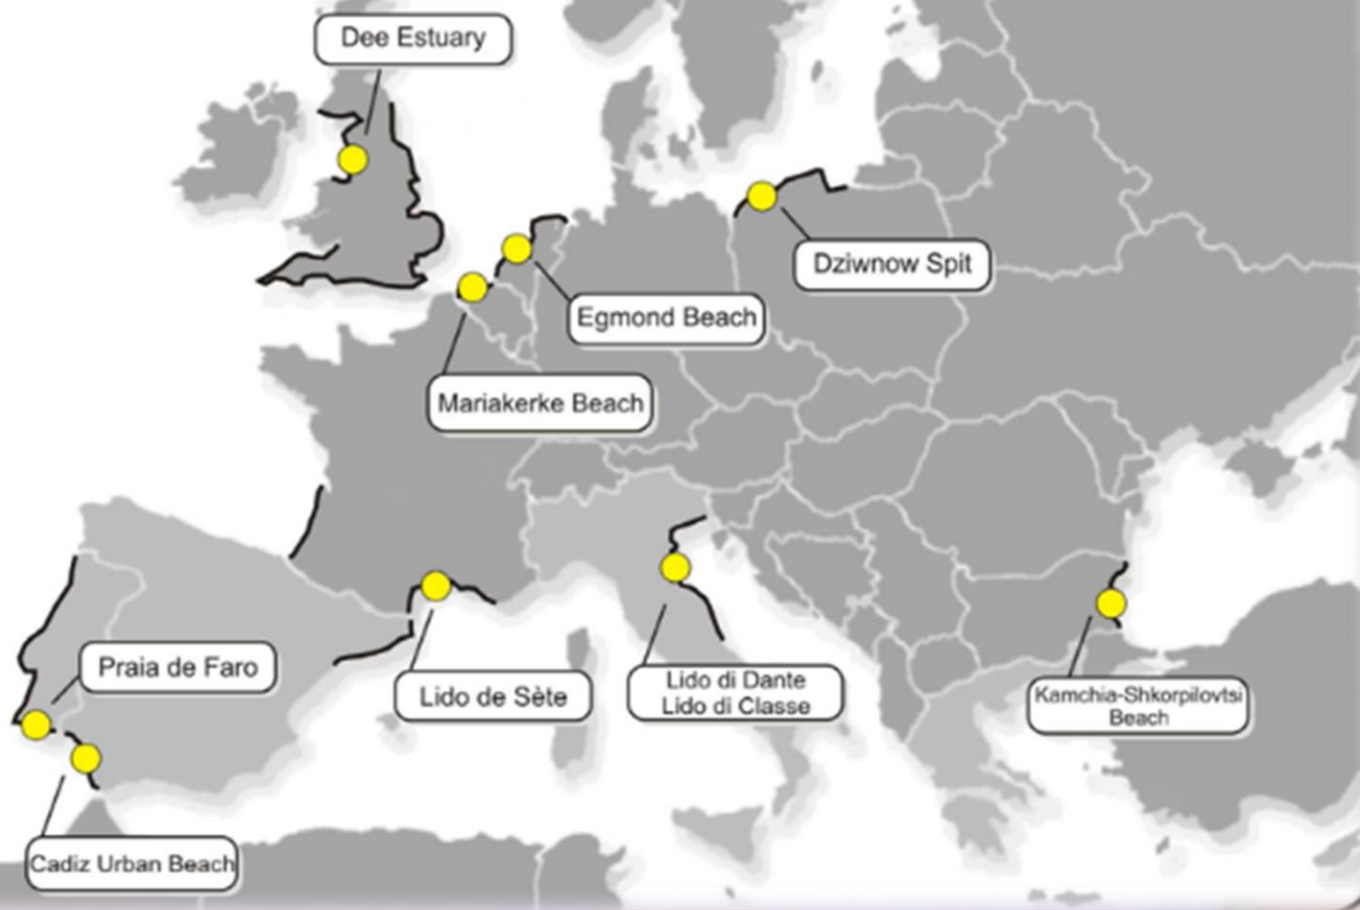 Dee Estuary
Dziwnow Spit
Egmond Beach
Mariakerke Beach
Praia de Faro
Lido de Sète
Lido di Dante
Lido di Classe
Kamchia-Shkorpilovtsi
Beach
Cadiz Urban Beach